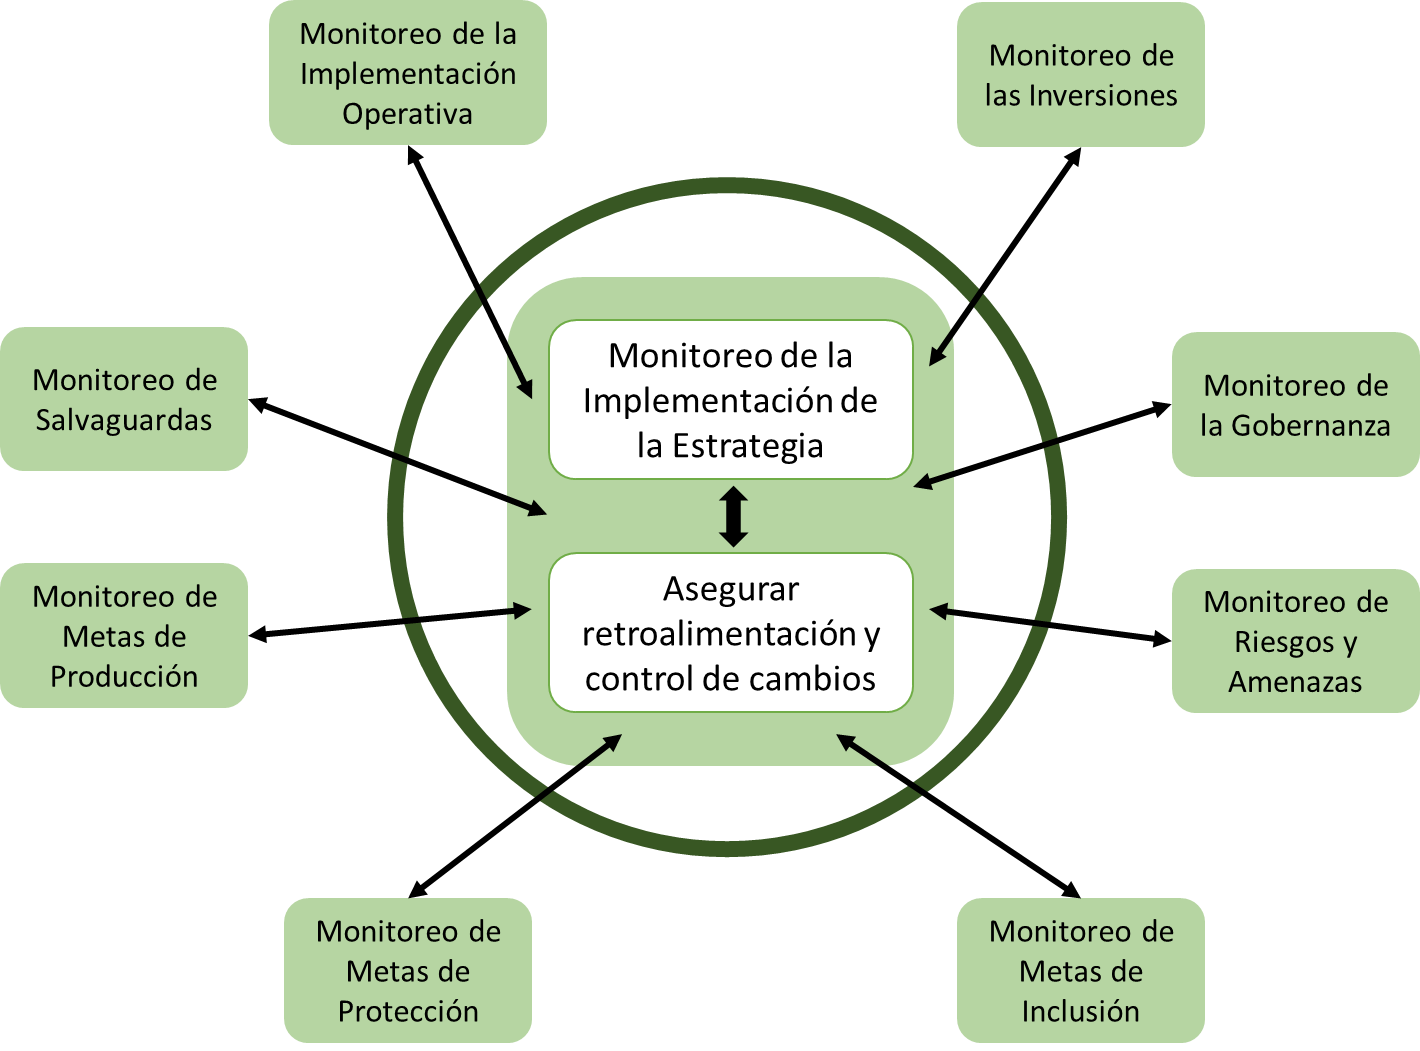 Monitoreo de la
Implementación
Operativa
Monitoreo de
las Inversiones
Monitoreo de la
Implementación de
la Estrategia
Monitoreo de
Salvaguardas
Monitoreo de
la Gobernanza
Asegurar
retroalimentación y
control de cambios
Monitoreo de
Metas de
Producción
Monitoreo de
Riesgos y
Amenazas
Monitoreo de
Metas de
Protección
Monitoreo de
Metas de
Inclusión